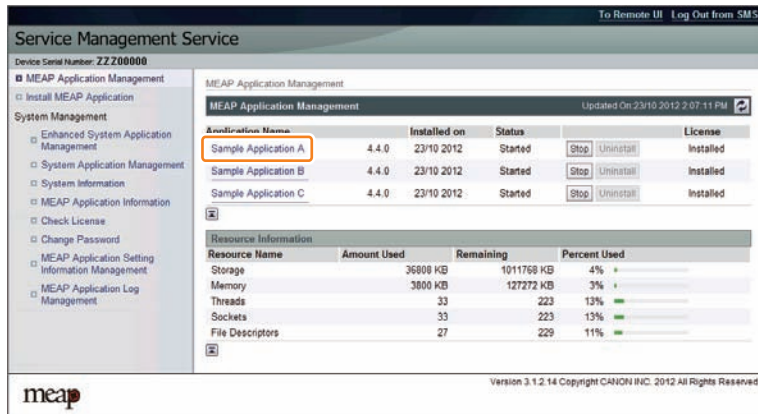 To Remote UI Log Out from SMS
Service Management Service
Device Serial Number: ZZZ00000
MEAP Application Management
Install MEAP Application
System Management
Enhanced System Application
Management
System Application Management
System Information
MEAP Application Information
Check License
Change Password
MEAP Application Setting
Information Management
MEAP Application Log
Management
MEAP Application Management
MEAP Application Management Updated On:23/10 2012 2:07:11 PM
Application Name Installed on Status License
Sample Application A 4.4.0 23/10 2012 Started Stop Uninstall Installed
Sample Application B 4.4.0 23/10 2012 Started Stop Uninstall Installed
Sample Application C 4.4.0 23/10 2012 Started Stop Uninstall Installed
Resource Information
Resource Name Amount Used Remaining Percent Used
Storage 36808 KB 1011768 KB 4%
Memory 3800 KB 127272 KB 3%
Threads 33 223 13%
Sockets 33 223 13%
File Descriptors 27 229 11%
meap
Version 3.1.2.14 Copyright CANON INC. 2012 All Rights Reserved